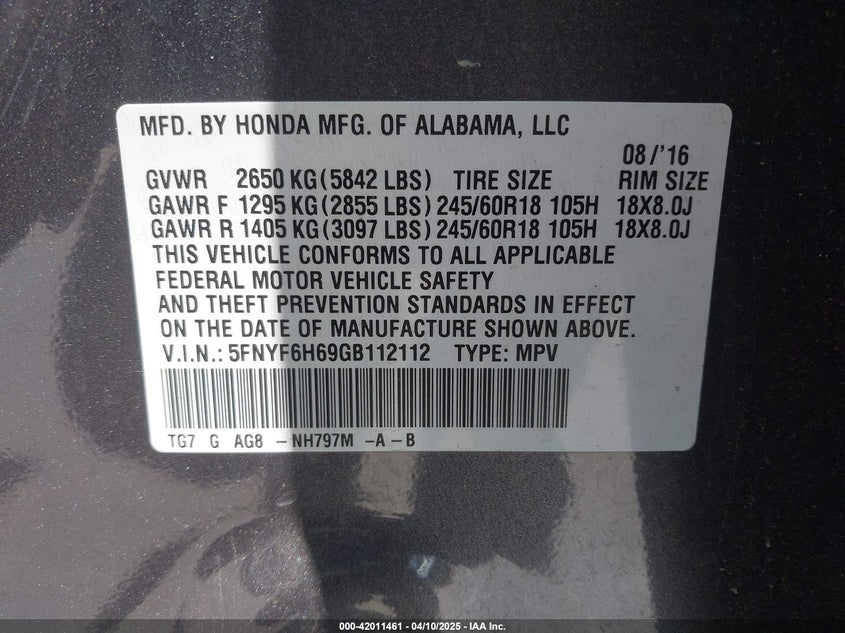 MFD. BY HONDA MFG. OF ALABAMA, LLC
08/'16
GVWR 2650 KG(5842 LBS) TIRE SIZE RIM SIZE
GAWR F 1295 KG(2855 LBS) 245/60R18 105H 18X8.0J
GAWR R 1405 KG(3097 LBS) 245/60R18 105H 18X8.0J
THIS VEHICLE CONFORMS TO ALL APPLICABLE
FEDERAL MOTOR VEHICLE SAFETY
AND THEFT PREVENTION STANDARDS IN EFFECT
ON THE DATE OF MANUFACTURE SHOWN ABOVE.
V.I.N.: 5FNYF6H69GB112112 TYPE: MPV
TG7 G AG8 - NH797M -A-B
000-42011461 - 04/10/2025 - IAA Inc.